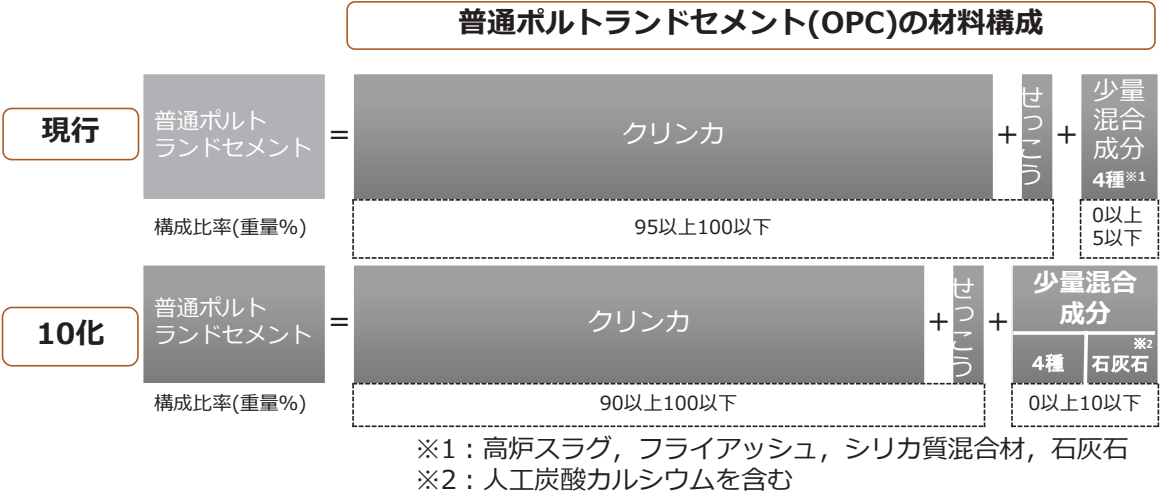 普通ポルトランドセメント(OPC)の材料構成
現行
普通ポルト
ランドセメント
=
クリンカ
+
せっこう
+
少量
混合
成分
4種※1
構成比率(重量%)
95以上100以下
0以上
5以下
10化
普通ポルト
ランドセメント
=
クリンカ
+
せっこう
+
少量混合
成分
4種
石灰石※2
構成比率(重量%)
90以上100以下
0以上10以下
※1：高炉スラグ，フライアッシュ，シリカ質混合材，石灰石
※2：人工炭酸カルシウムを含む